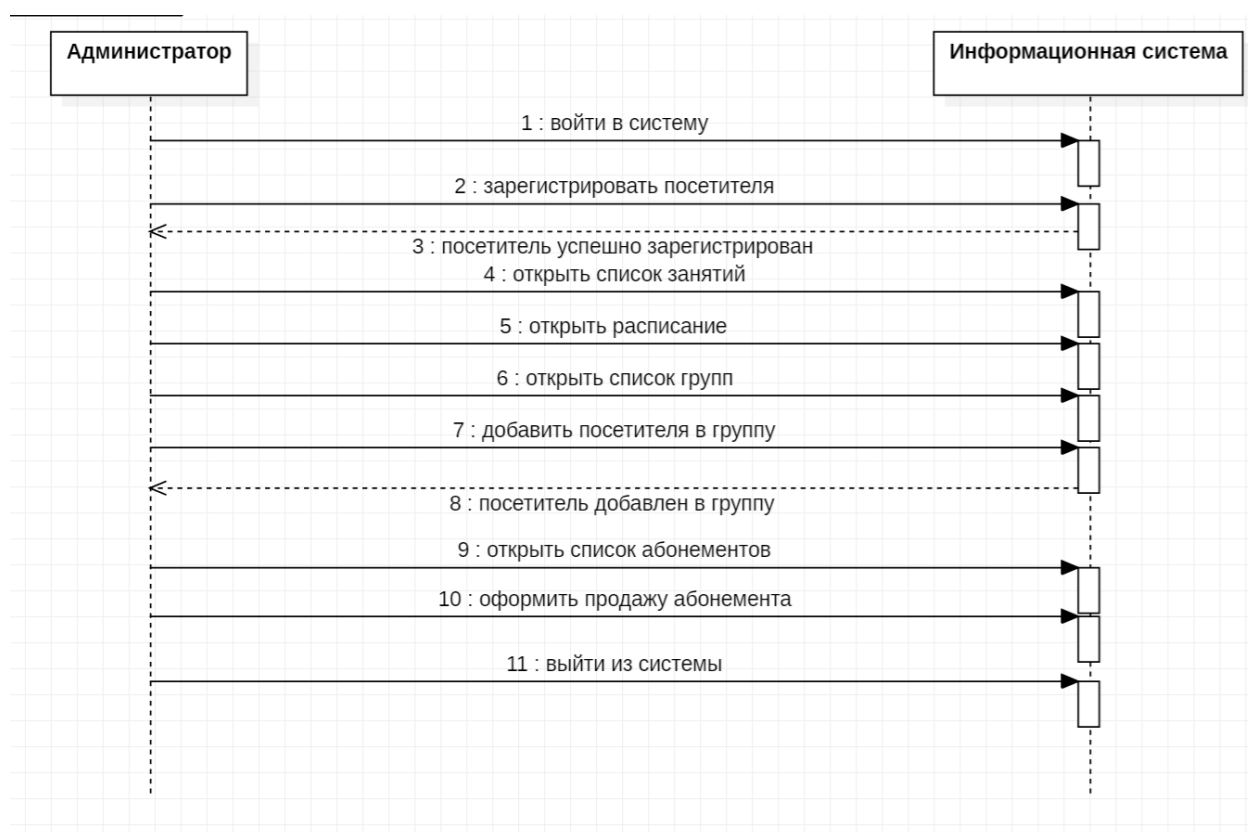 Администратор
Информационная система
1 : войти в систему
2 : зарегистрировать посетителя
3 : посетитель успешно зарегистрирован
4 : открыть список занятий
5 : открыть расписание
6 : открыть список групп
7 : добавить посетителя в группу
8 : посетитель добавлен в группу
9 : открыть список абонементов
10 : оформить продажу абонемента
11 : выйти из системы